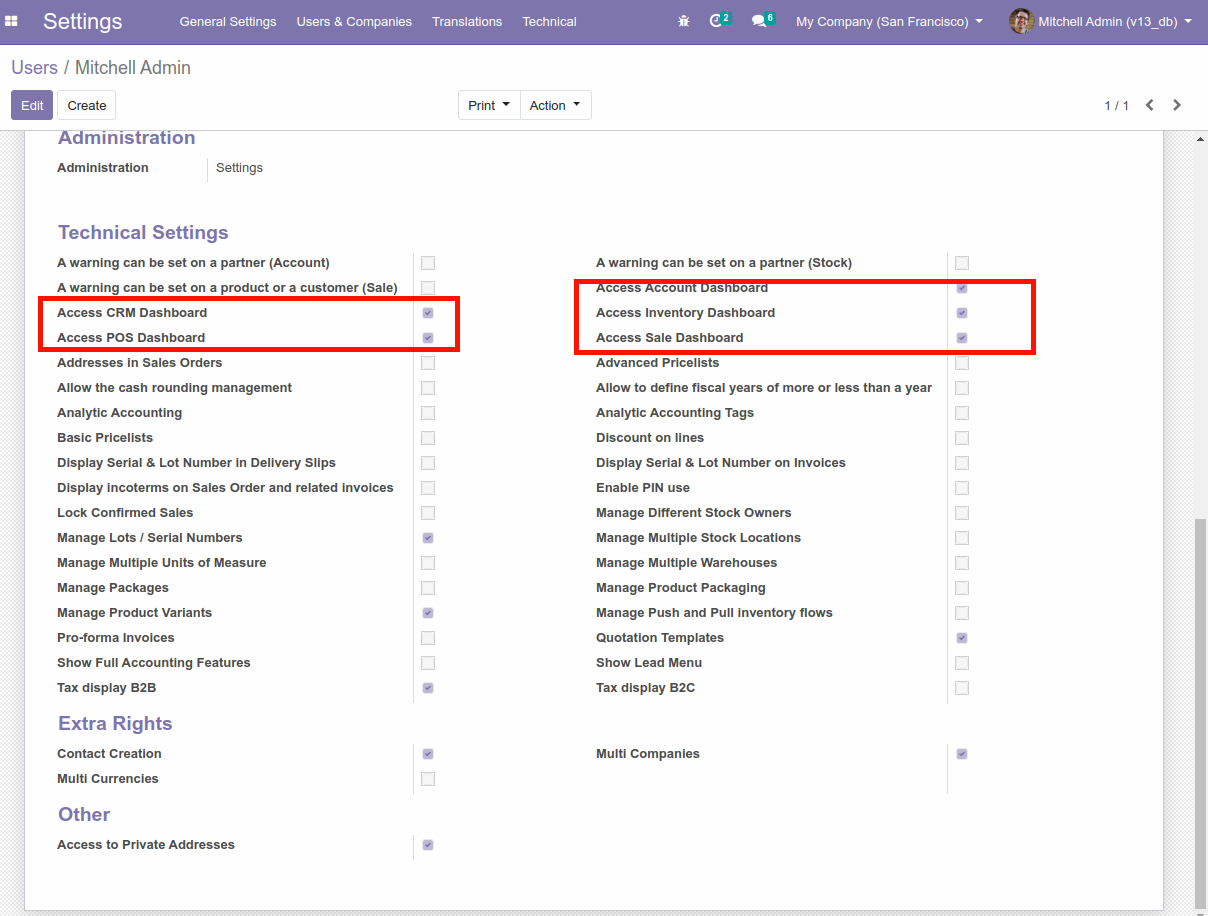 Settings General Settings Users & Companies Translations Technical 2 6 My Company (San Francisco) Mitchell Admin (v13_db)
Users / Mitchell Admin
Edit Create Print Action 1 / 1
Administration
Administration Settings
Technical Settings
A warning can be set on a partner (Account) A warning can be set on a partner (Stock)
A warning can be set on a product or a customer (Sale) Access Account Dashboard
Access CRM Dashboard Access Inventory Dashboard
Access POS Dashboard Access Sale Dashboard
Addresses in Sales Orders Advanced Pricelists
Allow the cash rounding management Allow to define fiscal years of more or less than a year
Analytic Accounting Analytic Accounting Tags
Basic Pricelists Discount on lines
Display Serial & Lot Number in Delivery Slips Display Serial & Lot Number on Invoices
Display incoterms on Sales Order and related invoices Enable PIN use
Lock Confirmed Sales Manage Different Stock Owners
Manage Lots / Serial Numbers Manage Multiple Stock Locations
Manage Multiple Units of Measure Manage Multiple Warehouses
Manage Packages Manage Product Packaging
Manage Product Variants Manage Push and Pull inventory flows
Pro-forma Invoices Quotation Templates
Show Full Accounting Features Show Lead Menu
Tax display B2B Tax display B2C
Extra Rights
Contact Creation Multi Companies
Multi Currencies
Other
Access to Private Addresses